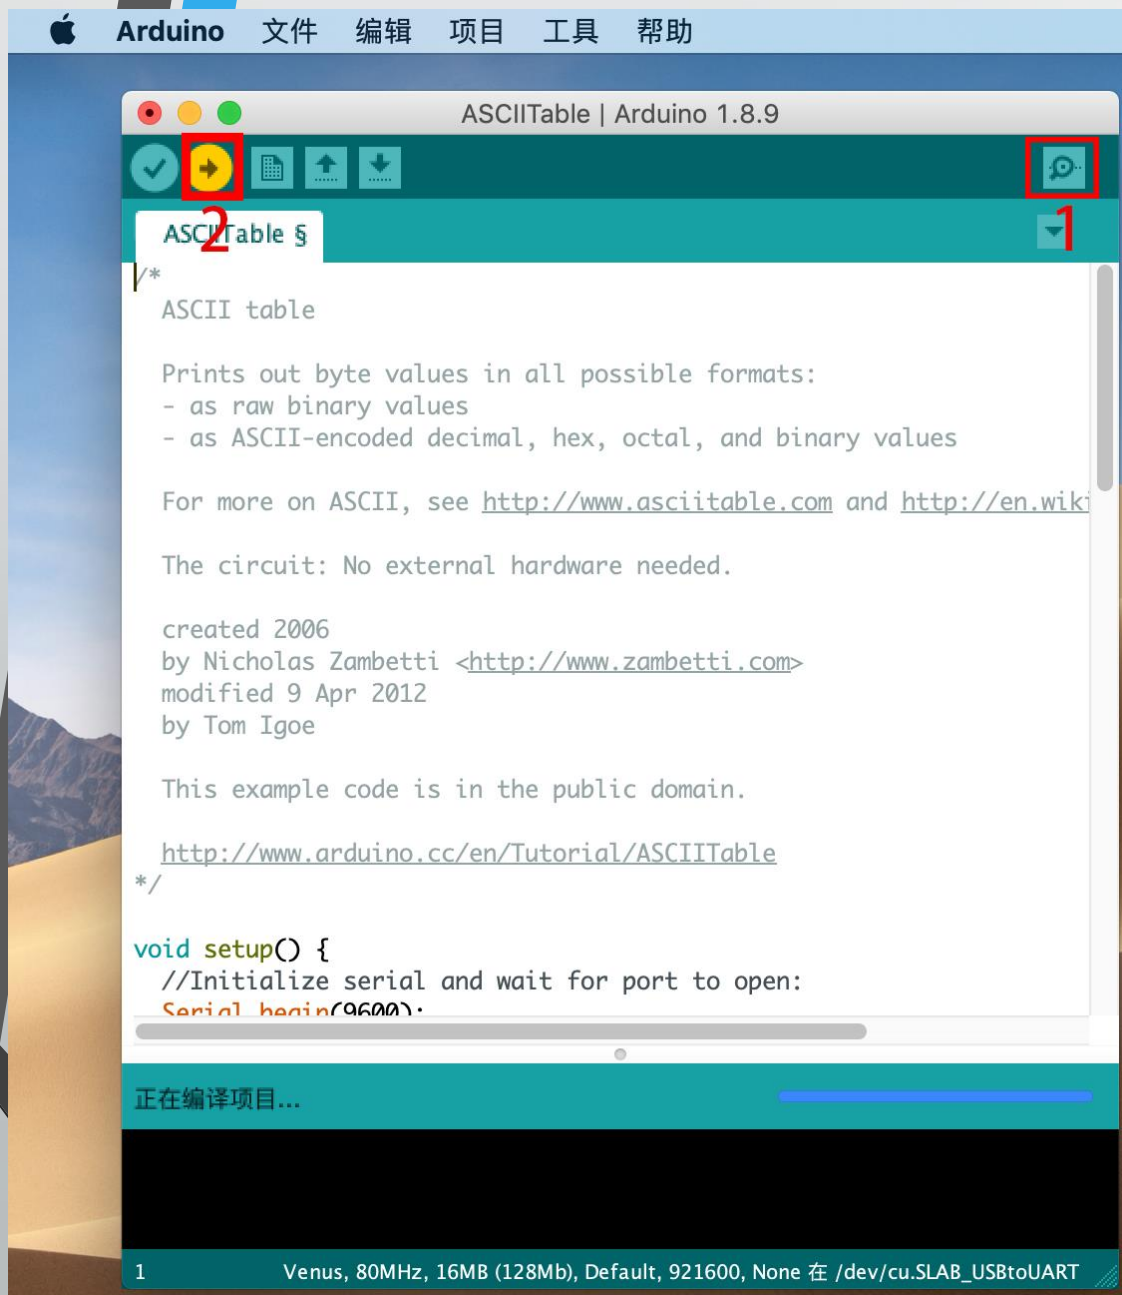 Arduino 文件 编辑 项目 工具 帮助
ASCIITable | Arduino 1.8.9
2
1
ASCIITable §
/*
ASCII table
Prints out byte values in all possible formats:
- as raw binary values
- as ASCII-encoded decimal, hex, octal, and binary values
For more on ASCII, see http://www.asciitable.com and http://en.wiki
The circuit: No external hardware needed.
created 2006
by Nicholas Zambetti <http://www.zambetti.com>
modified 9 Apr 2012
by Tom Igoe
This example code is in the public domain.
http://www.arduino.cc/en/Tutorial/ASCIITable
*/
void setup() {
//Initialize serial and wait for port to open:
Serial.begin(9600);
正在编译项目...
1 Venus, 80MHz, 16MB (128Mb), Default, 921600, None 在 /dev/cu.SLAB_USBtoUART